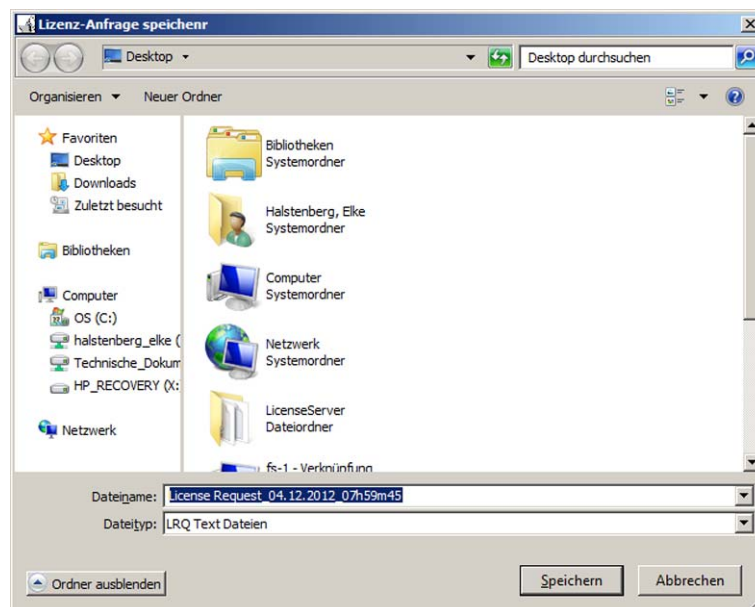 Lizenz-Anfrage speichenr
Desktop
Desktop durchsuchen
Organisieren
Neuer Ordner
Favoriten
Desktop
Downloads
Zuletzt besucht
Bibliotheken
Computer
OS (C:)
halstenberg_elke (
Technische_Dokum
HP_RECOVERY (X:
Netzwerk
Bibliotheken
Systemordner
Halstenberg, Elke
Systemordner
Computer
Systemordner
Netzwerk
Systemordner
LicenseServer
Dateiordner
fs-1 - Verknüpfung
Dateiname: License Request_04.12.2012_07h59m45
Dateityp: LRQ Text Dateien
Ordner ausblenden
Speichern
Abbrechen